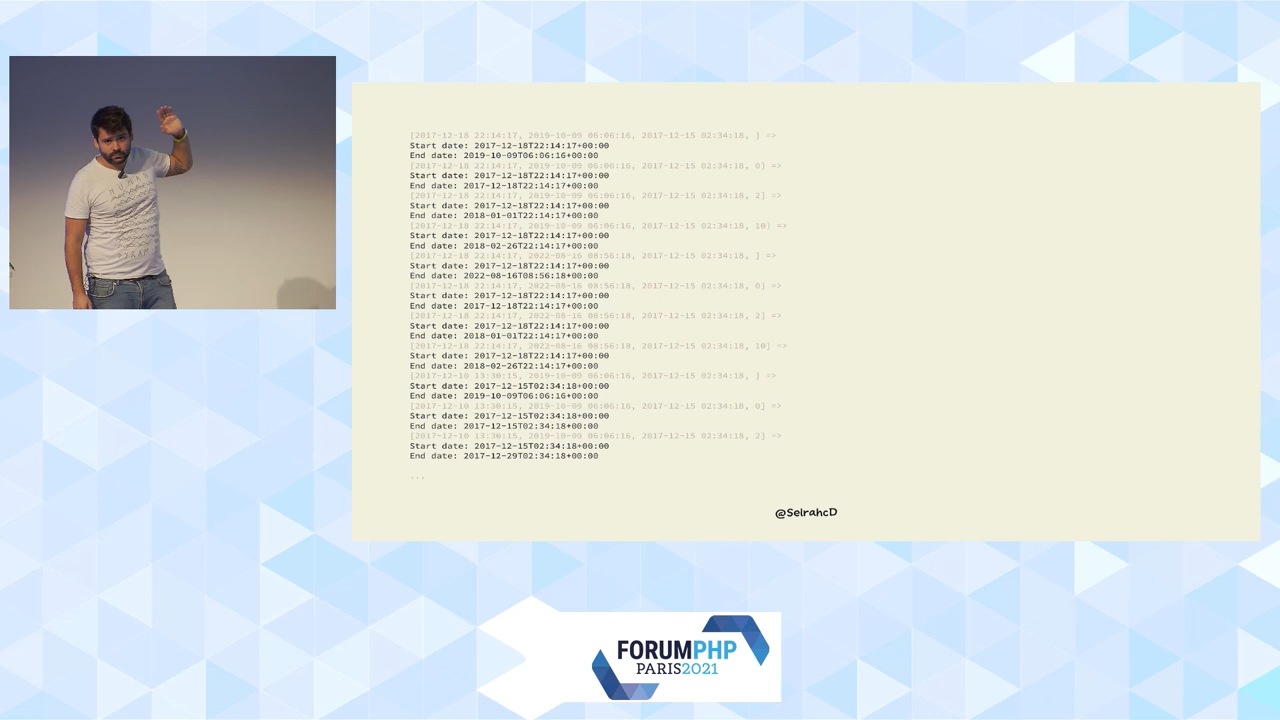 [2017-12-18 22:14:17, 2019-10-09 06:06:16, 2017-12-15 02:34:18, ] =>
Start date: 2017-12-18T22:14:17+00:00
End date: 2019-10-09T06:06:16+00:00
[2017-12-18 22:14:17, 2019-10-09 06:06:16, 2017-12-15 02:34:18, 0] =>
Start date: 2017-12-18T22:14:17+00:00
End date: 2017-12-18T22:14:17+00:00
[2017-12-18 22:14:17, 2019-10-09 06:06:16, 2017-12-15 02:34:18, 2] =>
Start date: 2017-12-18T22:14:17+00:00
End date: 2018-01-01T22:14:17+00:00
[2017-12-18 22:14:17, 2019-10-09 06:06:16, 2017-12-15 02:34:18, 10] =>
Start date: 2017-12-18T22:14:17+00:00
End date: 2018-02-26T22:14:17+00:00
[2017-12-18 22:14:17, 2022-08-16 08:56:18, 2017-12-15 02:34:18, ] =>
Start date: 2017-12-18T22:14:17+00:00
End date: 2022-08-16T08:56:18+00:00
[2017-12-18 22:14:17, 2022-08-16 08:56:18, 2017-12-15 02:34:18, 0] =>
Start date: 2017-12-18T22:14:17+00:00
End date: 2017-12-18T22:14:17+00:00
[2017-12-18 22:14:17, 2022-08-16 08:56:18, 2017-12-15 02:34:18, 2] =>
Start date: 2017-12-18T22:14:17+00:00
End date: 2018-01-01T22:14:17+00:00
[2017-12-18 22:14:17, 2022-08-16 08:56:18, 2017-12-15 02:34:18, 10] =>
Start date: 2017-12-18T22:14:17+00:00
End date: 2018-02-26T22:14:17+00:00
[2017-12-10 13:30:15, 2019-10-09 06:06:16, 2017-12-15 02:34:18, ] =>
Start date: 2017-12-15T02:34:18+00:00
End date: 2019-10-09T06:06:16+00:00
[2017-12-10 13:30:15, 2019-10-09 06:06:16, 2017-12-15 02:34:18, 0] =>
Start date: 2017-12-15T02:34:18+00:00
End date: 2017-12-15T02:34:18+00:00
[2017-12-10 13:30:15, 2019-10-09 06:06:16, 2017-12-15 02:34:18, 2] =>
Start date: 2017-12-15T02:34:18+00:00
End date: 2017-12-29T02:34:18+00:00
...
@SelrahcD
FORUMPHP
PARIS2021